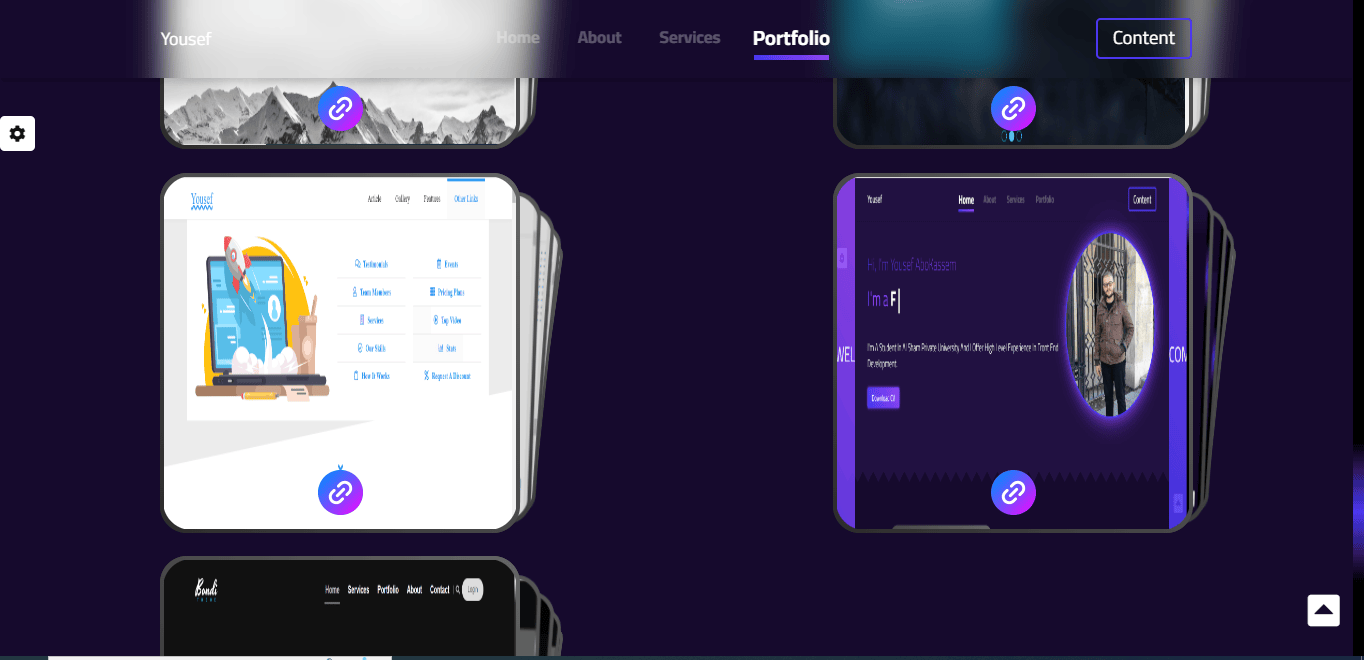 Yousef
Home About Services Portfolio
Content
Yousef
Article Gallery Features Other Links
Testimonials Events
Team Members Pricing Plans
Services Top Video
Our Skills Stats
How It Works Request A Discount
Yousef
Home About Services Portfolio
Content
Hi, I'm Yousef AboKassem
I'm a F
I'm A Student In Al Sham Private University And I Offer High Level Experience In Front End
Development.
Download CV
WEL
COM
Bondi
Home Services Portfolio About Contact
Login